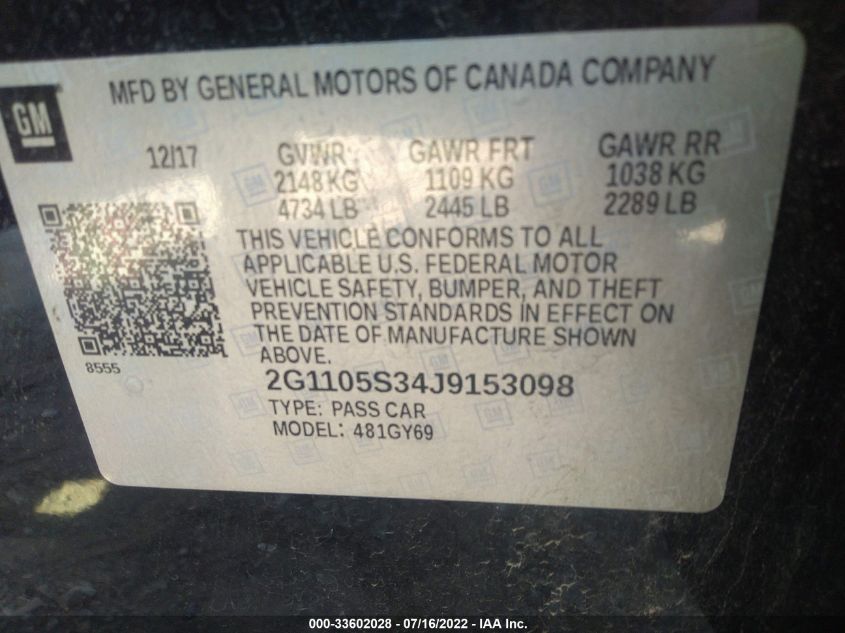 MFD BY GENERAL MOTORS OF CANADA COMPANY
GM
12/17 GVWR GAWR FRT GAWR RR
2148 KG 1109 KG 1038 KG
4734 LB 2445 LB 2289 LB
THIS VEHICLE CONFORMS TO ALL
APPLICABLE U.S. FEDERAL MOTOR
VEHICLE SAFETY, BUMPER, AND THEFT
PREVENTION STANDARDS IN EFFECT ON
THE DATE OF MANUFACTURE SHOWN
ABOVE.
8555
2G1105S34J9153098
TYPE: PASS CAR
MODEL: 481GY69
000-33602028 - 07/16/2022 - IAA Inc.